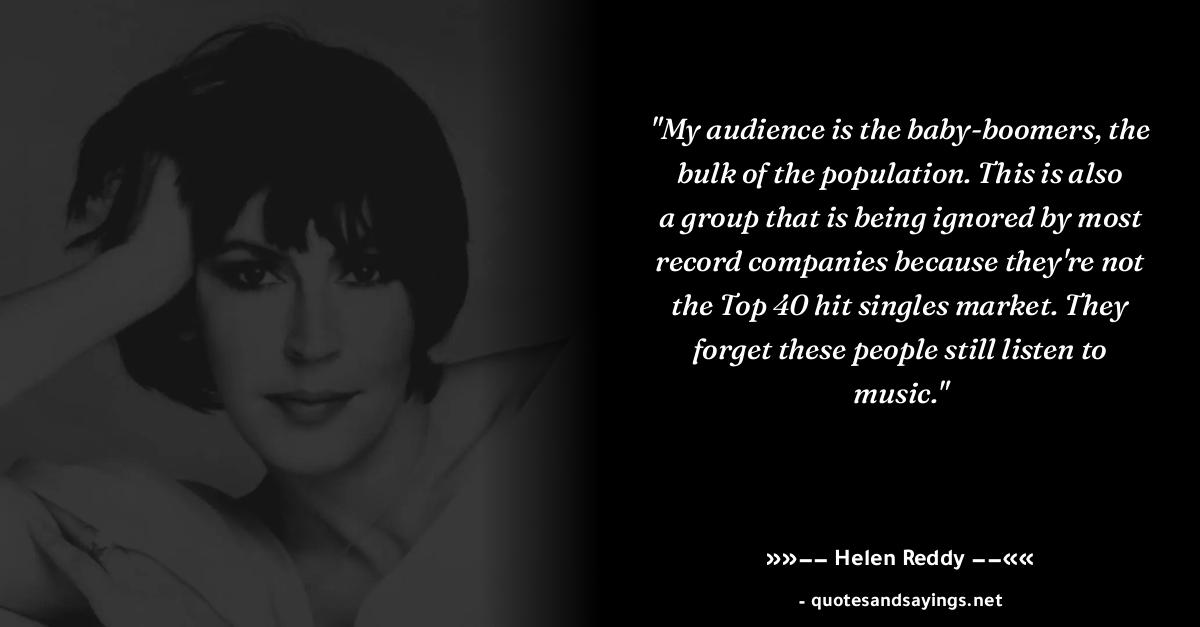 "My audience is the baby-boomers, the
bulk of the population. This is also
a group that is being ignored by most
record companies because they're not
the Top 40 hit singles market. They
forget these people still listen to
music."
»»–– Helen Reddy ––««
- quotesandsayings.net